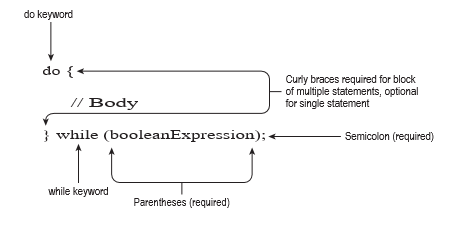 do keyword
do {
Curly braces required for block
of multiple statements, optional
for single statement
// Body
} while (booleanExpression);
Semicolon (required)
while keyword
Parentheses (required)